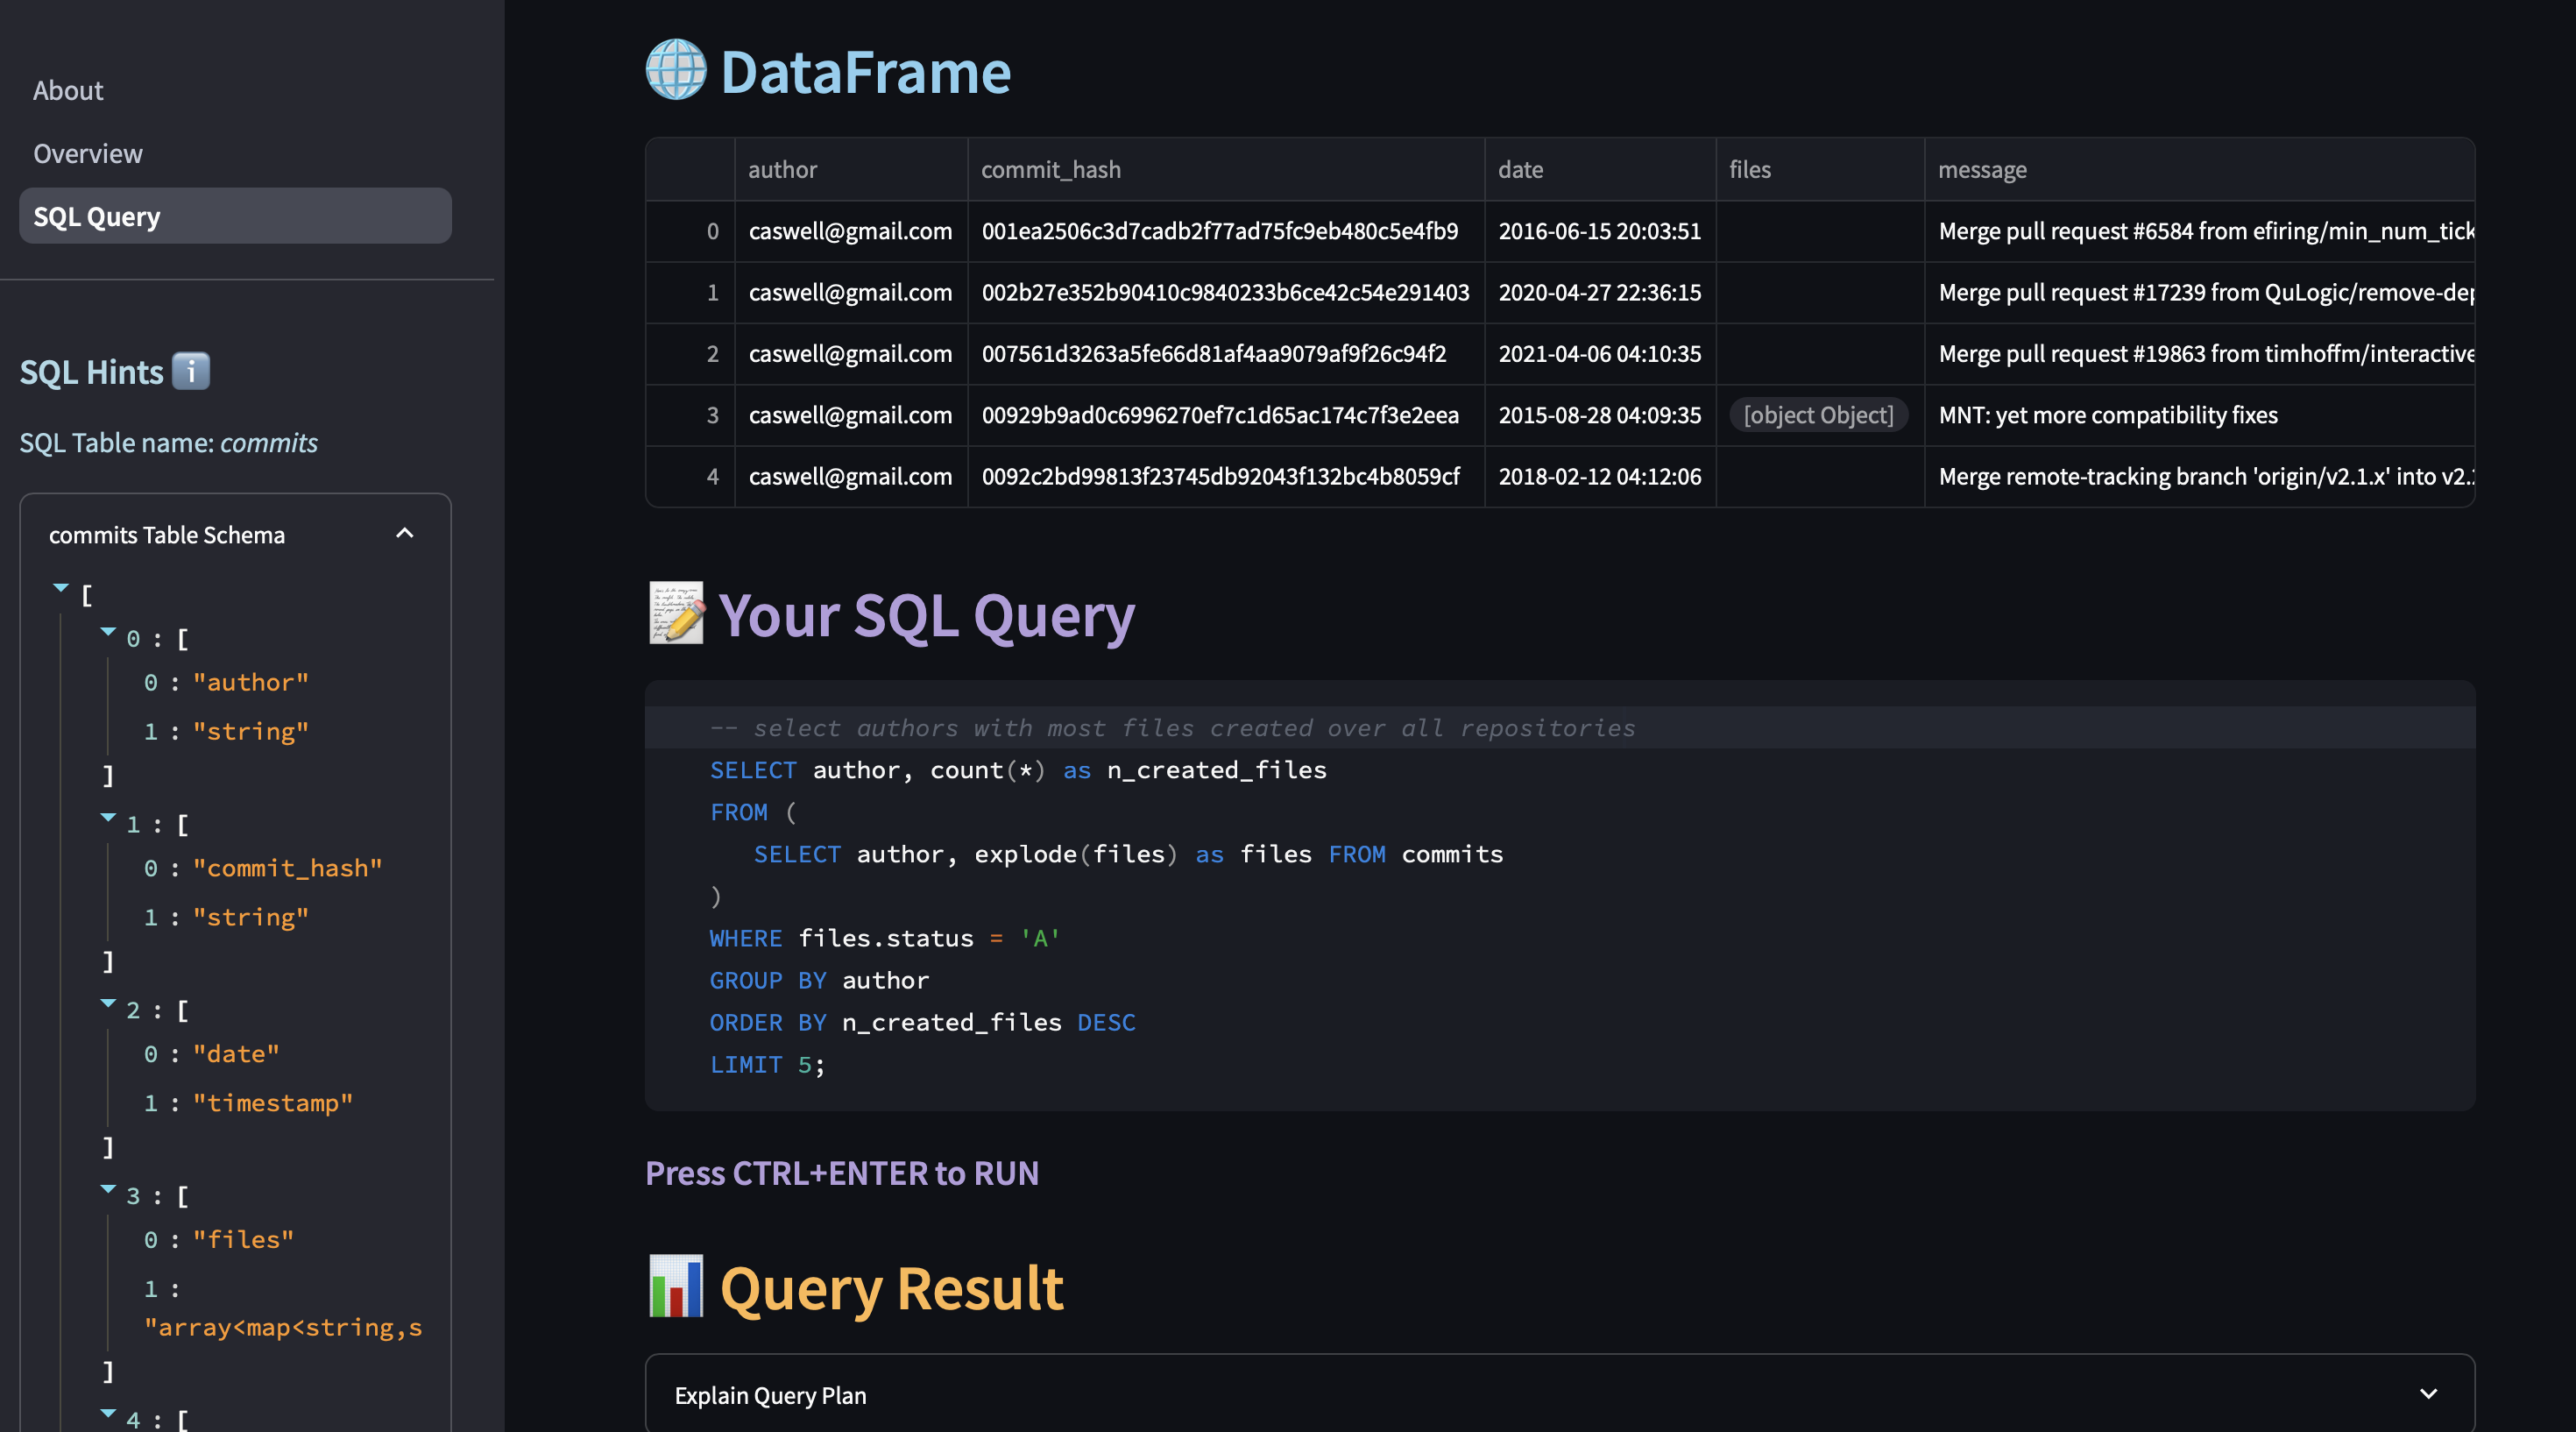 About
Overview
SQL Query
SQL Hints
SQL Table name: commits
commits Table Schema
[
0 : [
0 : "author"
1 : "string"
]
1 : [
0 : "commit_hash"
1 : "string"
]
2 : [
0 : "date"
1 : "timestamp"
]
3 : [
0 : "files"
1 :
"array<map<string,s
]
4 : [
DataFrame
author commit_hash date files message
0 caswell@gmail.com 001ea2506c3d7cadb2f77ad75fc9eb480c5e4fb9 2016-06-15 20:03:51 Merge pull request #6584 from efiring/min_num_tick
1 caswell@gmail.com 002b27e352b90410c9840233b6ce42c54e291403 2020-04-27 22:36:15 Merge pull request #17239 from QuLogic/remove-dep
2 caswell@gmail.com 007561d3263a5fe66d81af4aa9079af9f26c94f2 2021-04-06 04:10:35 Merge pull request #19863 from timhoffm/interactive
3 caswell@gmail.com 00929b9ad0c6996270ef7c1d65ac174c7f3e2eea 2015-08-28 04:09:35 [object Object] MNT: yet more compatibility fixes
4 caswell@gmail.com 0092c2bd99813f23745db92043f132bc4b8059cf 2018-02-12 04:12:06 Merge remote-tracking branch 'origin/v2.1.x' into v2.
Your SQL Query
-- select authors with most files created over all repositories
SELECT author, count(*) as n_created_files
FROM (
SELECT author, explode(files) as files FROM commits
)
WHERE files.status = 'A'
GROUP BY author
ORDER BY n_created_files DESC
LIMIT 5;
Press CTRL+ENTER to RUN
Query Result
Explain Query Plan